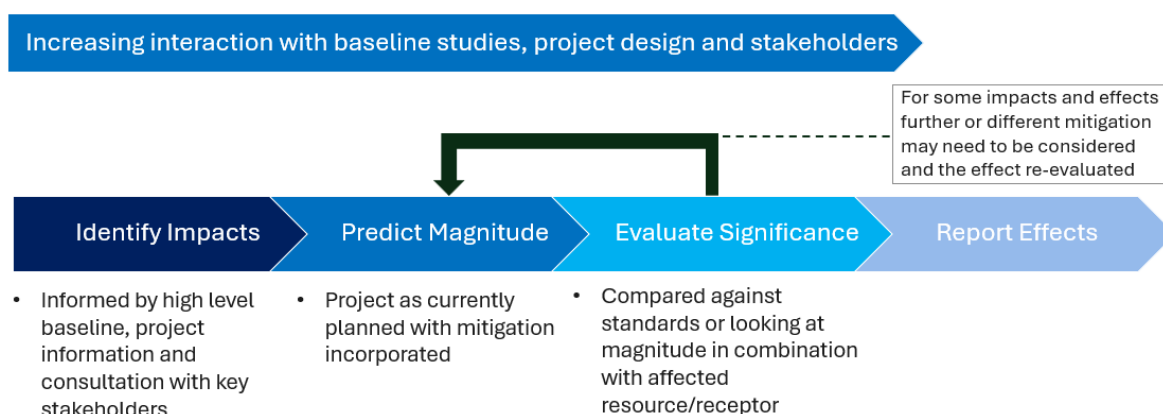 Increasing interaction with baseline studies, project design and stakeholders
For some impacts and effects
further or different mitigation
may need to be considered
and the effect re-evaluated
Identify Impacts
Predict Magnitude
Evaluate Significance
Report Effects
• Informed by high level
baseline, project
information and
consultation with key
stakeholders
• Project as currently
planned with mitigation
incorporated
• Compared against
standards or looking at
magnitude in combination
with affected
resource/receptor